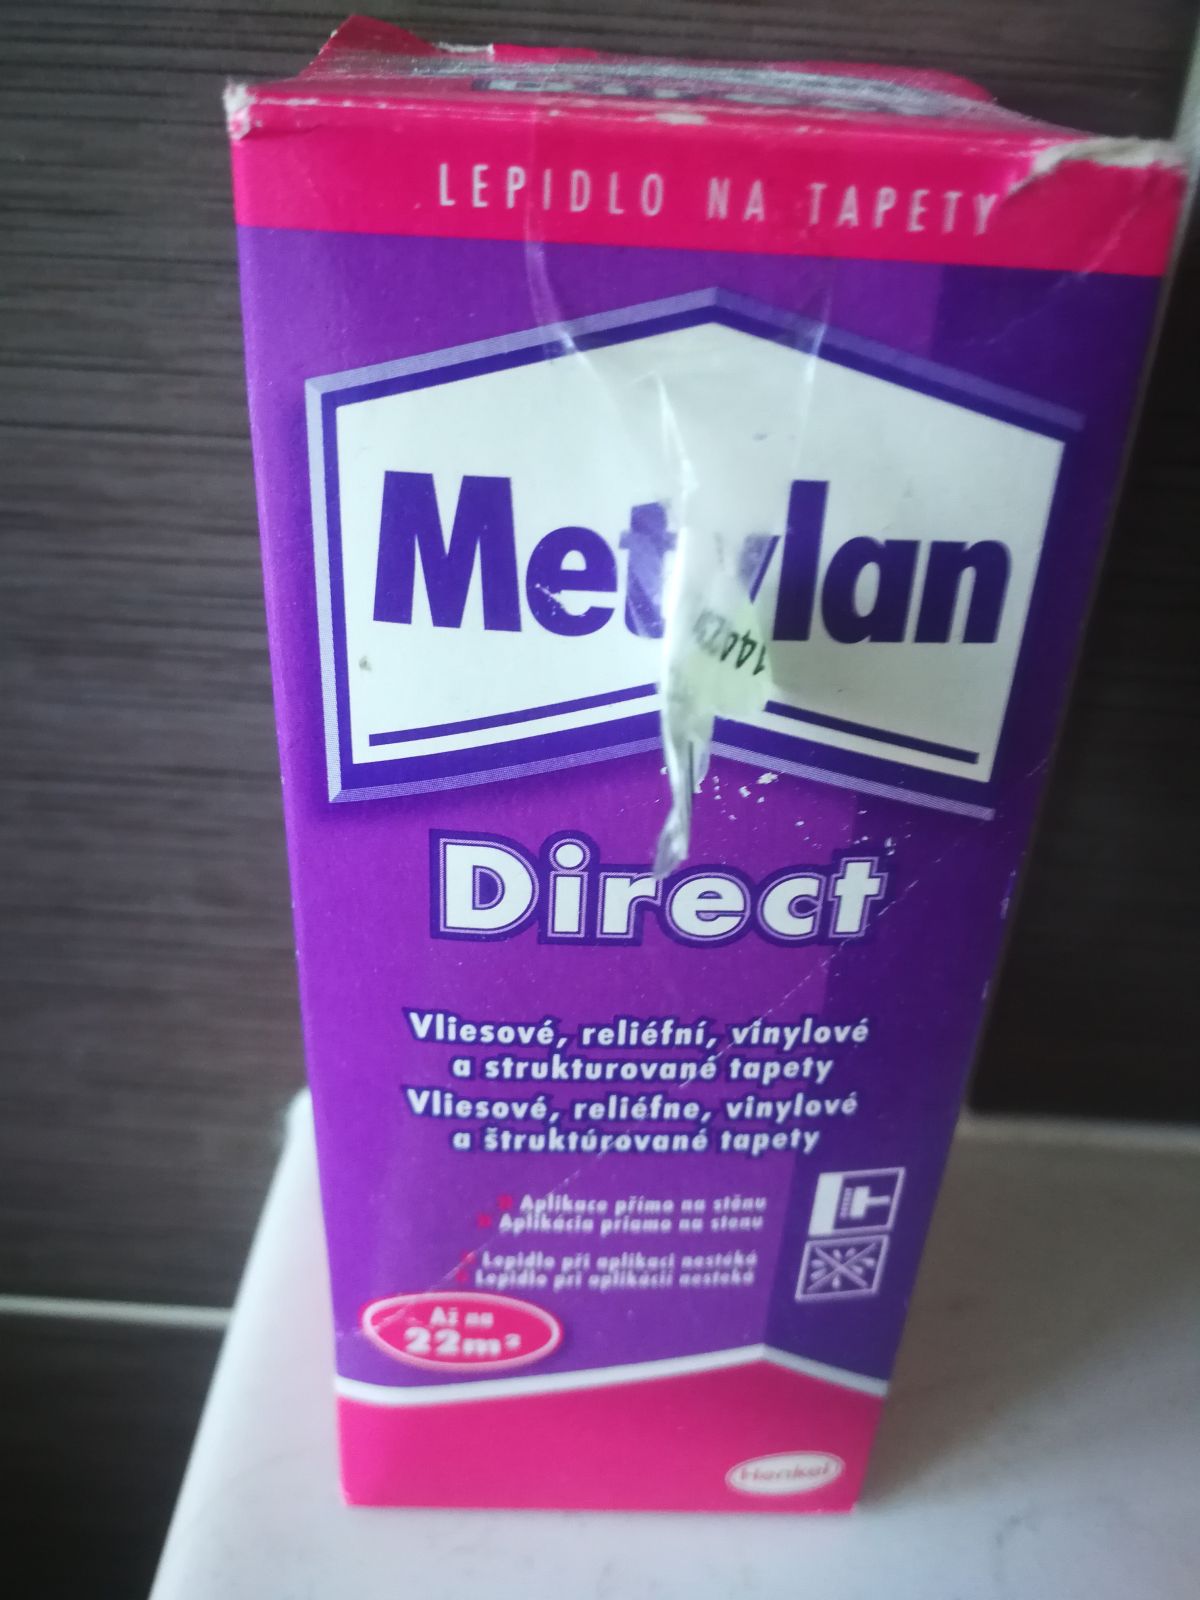 LEPIDLO NA TAPETY
Metylan
Direct
Vliesové, reliéfní, vinylové
a strukturované tapety
Vliesové, reliéfne, vinylové
a štruktúrované tapety
Aplikace přímo na stěnu
Aplikácia priamo na stenu
Lepidlo při aplikaci nestéká
Lepidlo pri aplikácii nesteká
Až na
22m²
Henkel